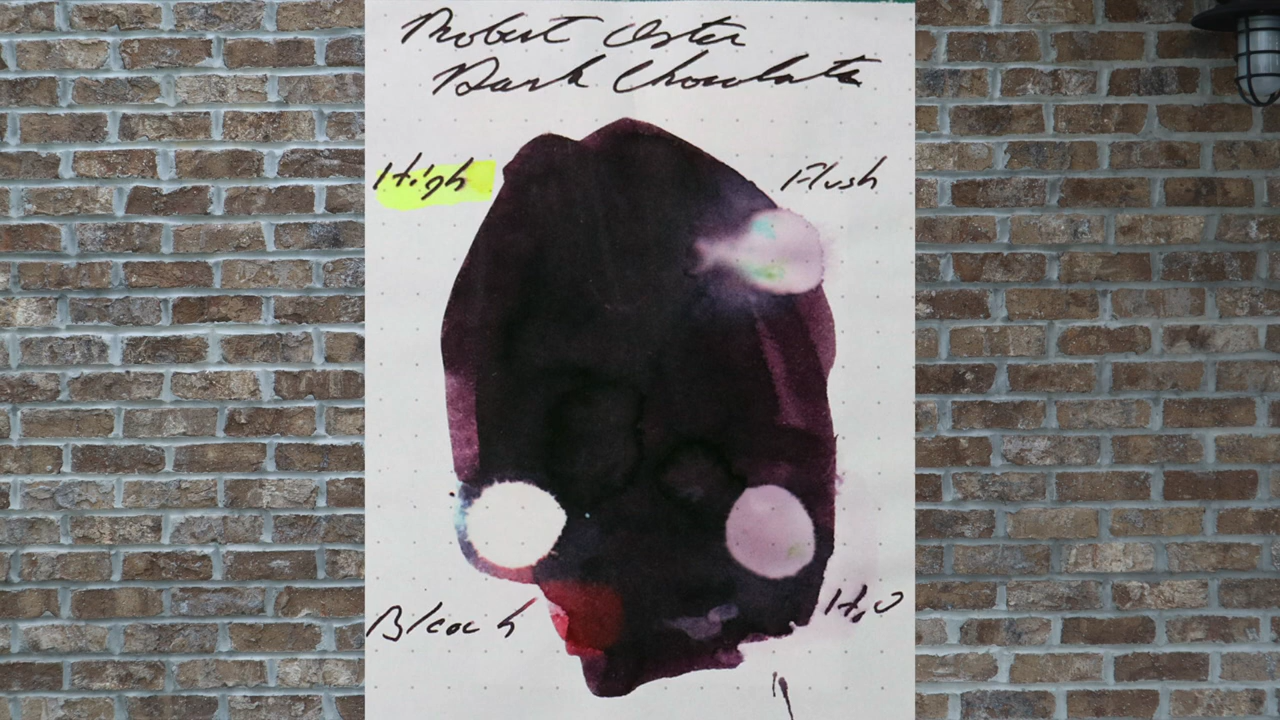 Robert Oster
Dark Chocolate
High
Flush
Bleach
H2O